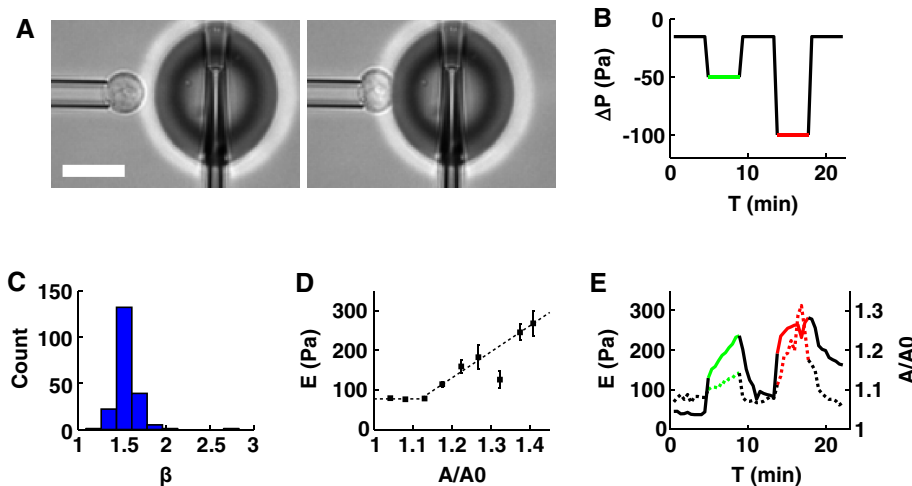 A
B
0
-50
-100
ΔP (Pa)
0 10 20
T (min)
C
150
100
50
0
Count
1 1.5 2 2.5 3
β
D
300
200
100
0
E (Pa)
1 1.1 1.2 1.3 1.4
A/A0
E
300
200
100
0
E (Pa)
1.3
1.2
1.1
1
A/A0
0 10 20
T (min)